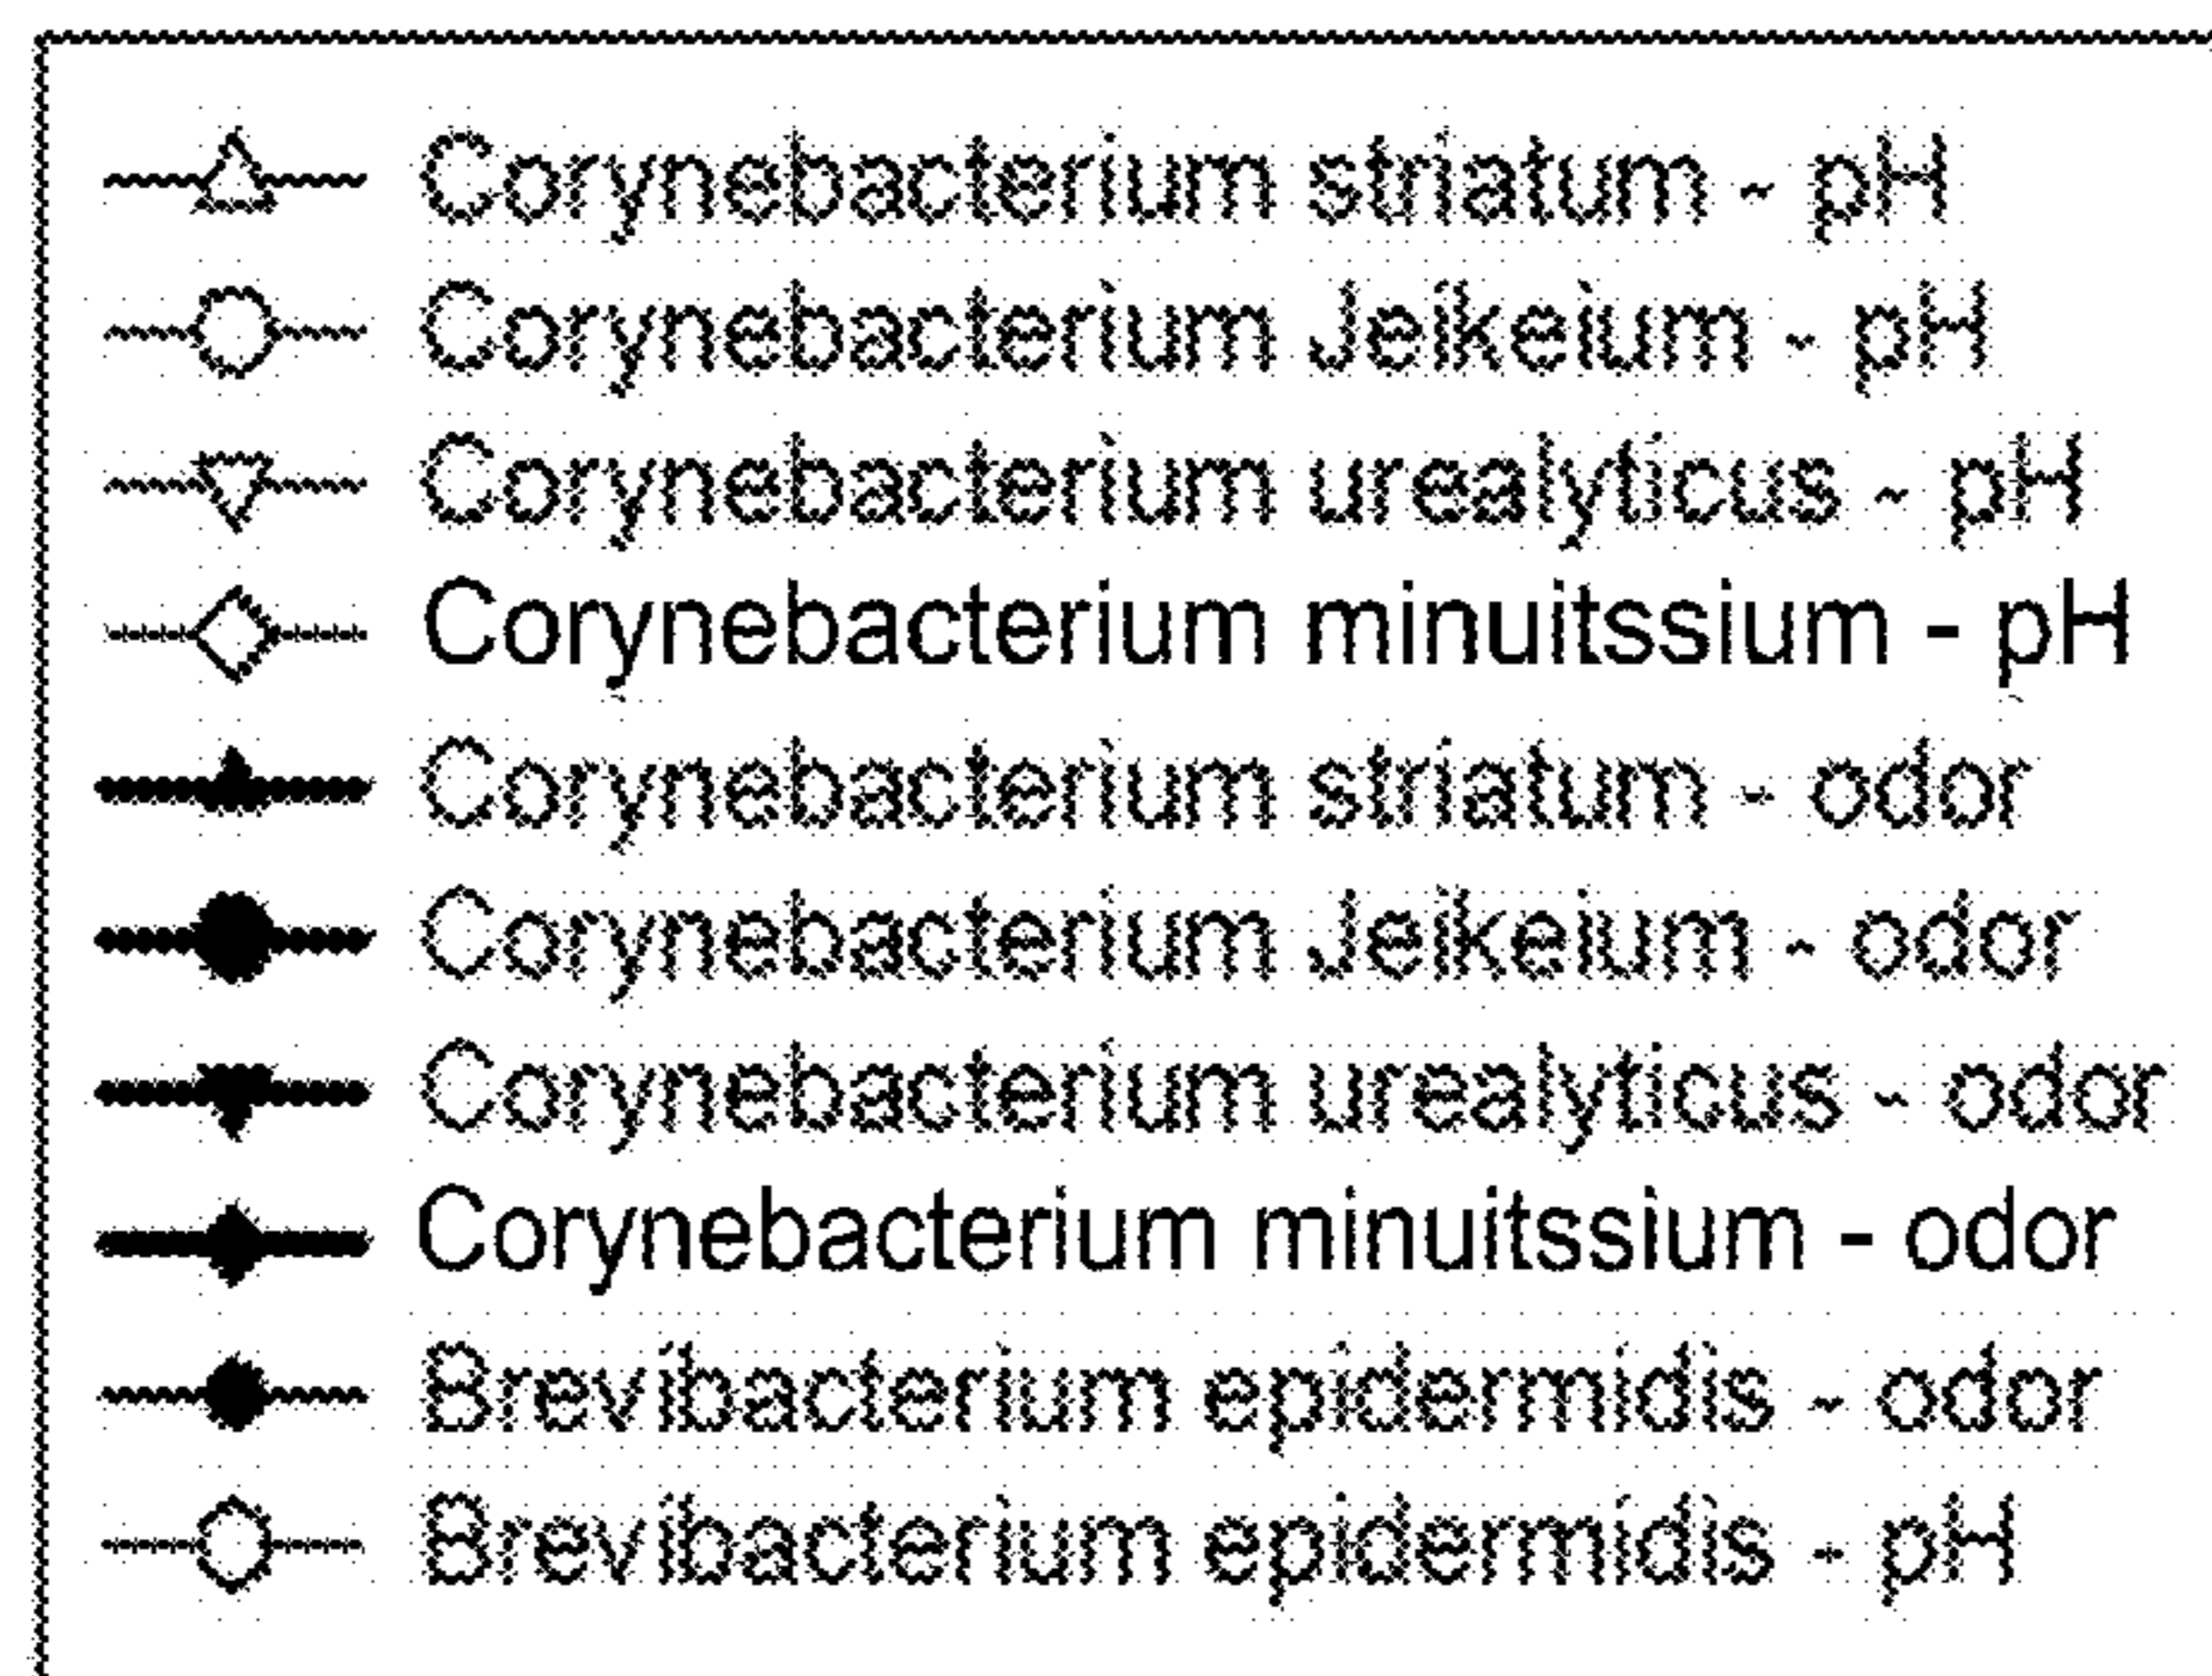 Corynebacterium striatum - pH
Corynebacterium Jeikeium - pH
Corynebacterium urealyticus - pH
Corynebacterium minuitssium - pH
Corynebacterium striatum - odor
Corynebacterium Jeikeium - odor
Corynebacterium urealyticus - odor
Corynebacterium minuitssium - odor
Brevibacterium epidermidis - odor
Brevibacterium epidermidis - pH